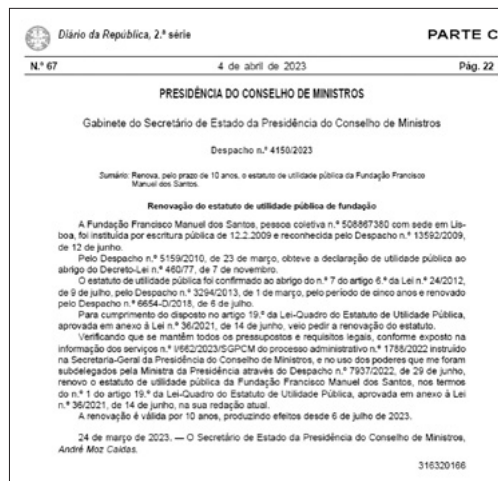 Diário da República, 2.ª série
PARTE C
N.º 67
4 de abril de 2023
Pág. 22
PRESIDÊNCIA DO CONSELHO DE MINISTROS
Gabinete do Secretário de Estado da Presidência do Conselho de Ministros
Despacho n.º 4150/2023
Sumário: Renova, pelo prazo de 10 anos, o estatuto de utilidade pública da Fundação Francisco
Manuel dos Santos.
Renovação do estatuto de utilidade pública de fundação
A Fundação Francisco Manuel dos Santos, pessoa coletiva n.º 508867380 com sede em Lis-
boa, foi instituída por escritura pública de 12.2.2009 e reconhecida pelo Despacho n.º 13592/2009,
de 12 de junho.
Pelo Despacho n.º 5159/2010, de 23 de março, obteve a declaração de utilidade pública ao
abrigo do Decreto-Lei n.º 460/77, de 7 de novembro.
O estatuto de utilidade pública foi confirmado ao abrigo do n.º 7 do artigo 6.º da Lei n.º 24/2012,
de 9 de julho, pelo Despacho n.º 3294/2013, de 1 de março, pelo período de cinco anos e renovado
pelo Despacho n.º 6654-D/2018, de 6 de julho.
Para cumprimento do disposto no artigo 19.º da Lei-Quadro do Estatuto de Utilidade Pública,
aprovada em anexo à Lei n.º 36/2021, de 14 de junho, veio pedir a renovação do estatuto.
Verificando que se mantêm todos os pressupostos e requisitos legais, conforme exposto na
informação dos serviços n.º I/662/2023/SGPCM do processo administrativo n.º 1788/2022 instruído
na Secretaria-Geral da Presidência do Conselho de Ministros, e no uso dos poderes que me foram
subdelegados pela Ministra da Presidência através do Despacho n.º 7937/2022, de 29 de junho,
renovo o estatuto de utilidade pública da Fundação Francisco Manuel dos Santos, nos termos
do n.º 1 do artigo 19.º da Lei-Quadro do Estatuto de Utilidade Pública, aprovada em anexo à Lei
n.º 36/2021, de 14 de junho, na sua redação atual.
A renovação é válida por 10 anos, produzindo efeitos desde 6 de julho de 2023.
24 de março de 2023. — O Secretário de Estado da Presidência do Conselho de Ministros,
André Moz Caldas.
316320166